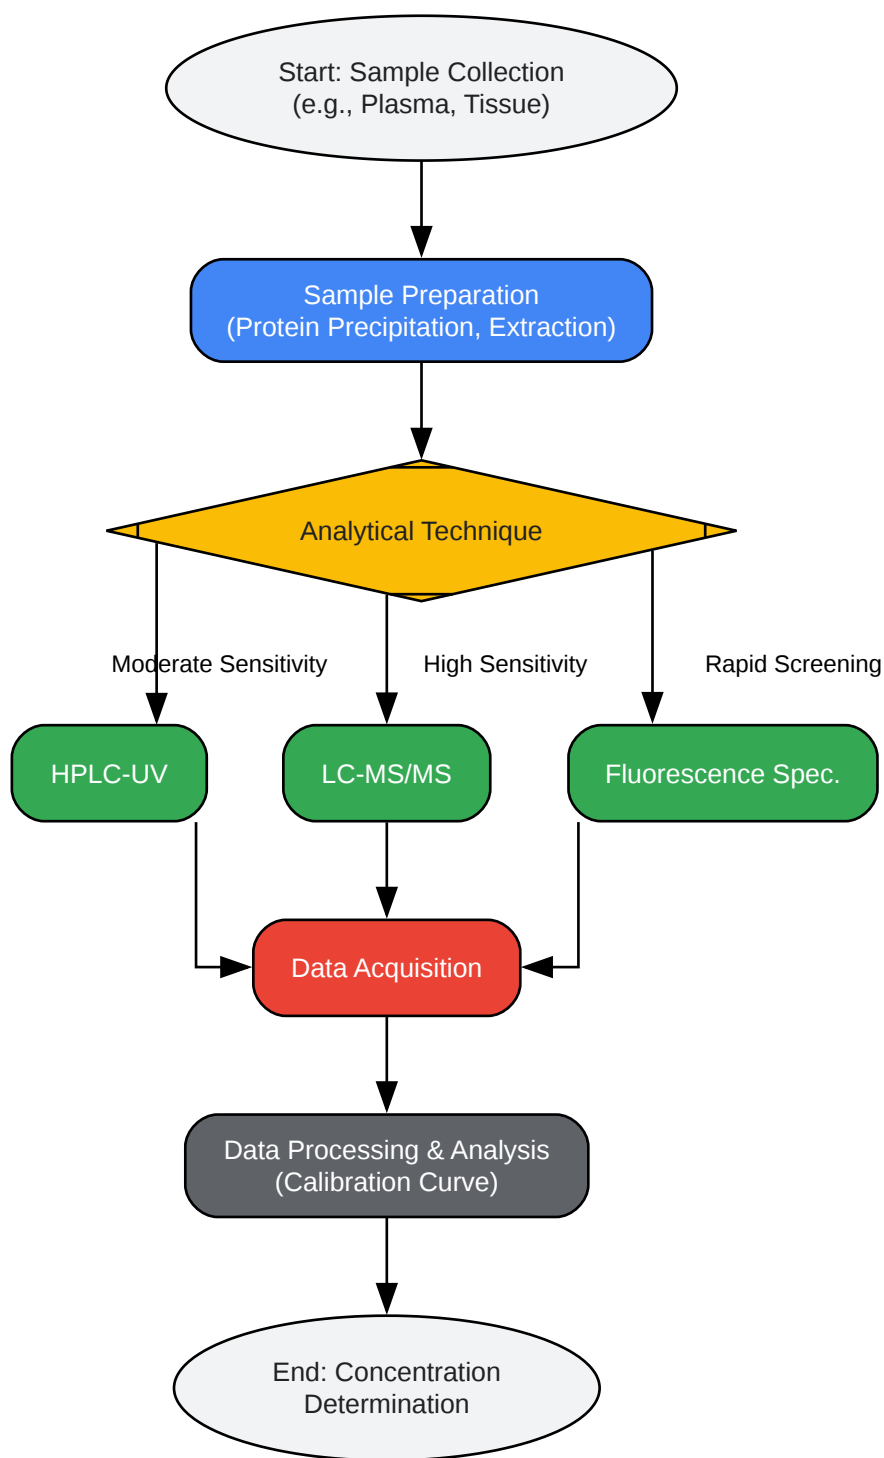 Start: Sample Collection
(e.g., Plasma, Tissue)
Sample Preparation
(Protein Precipitation, Extraction)
Analytical Technique
Moderate Sensitivity
High Sensitivity
Rapid Screening
HPLC-UV
LC-MS/MS
Fluorescence Spec.
Data Acquisition
Data Processing & Analysis
(Calibration Curve)
End: Concentration
Determination